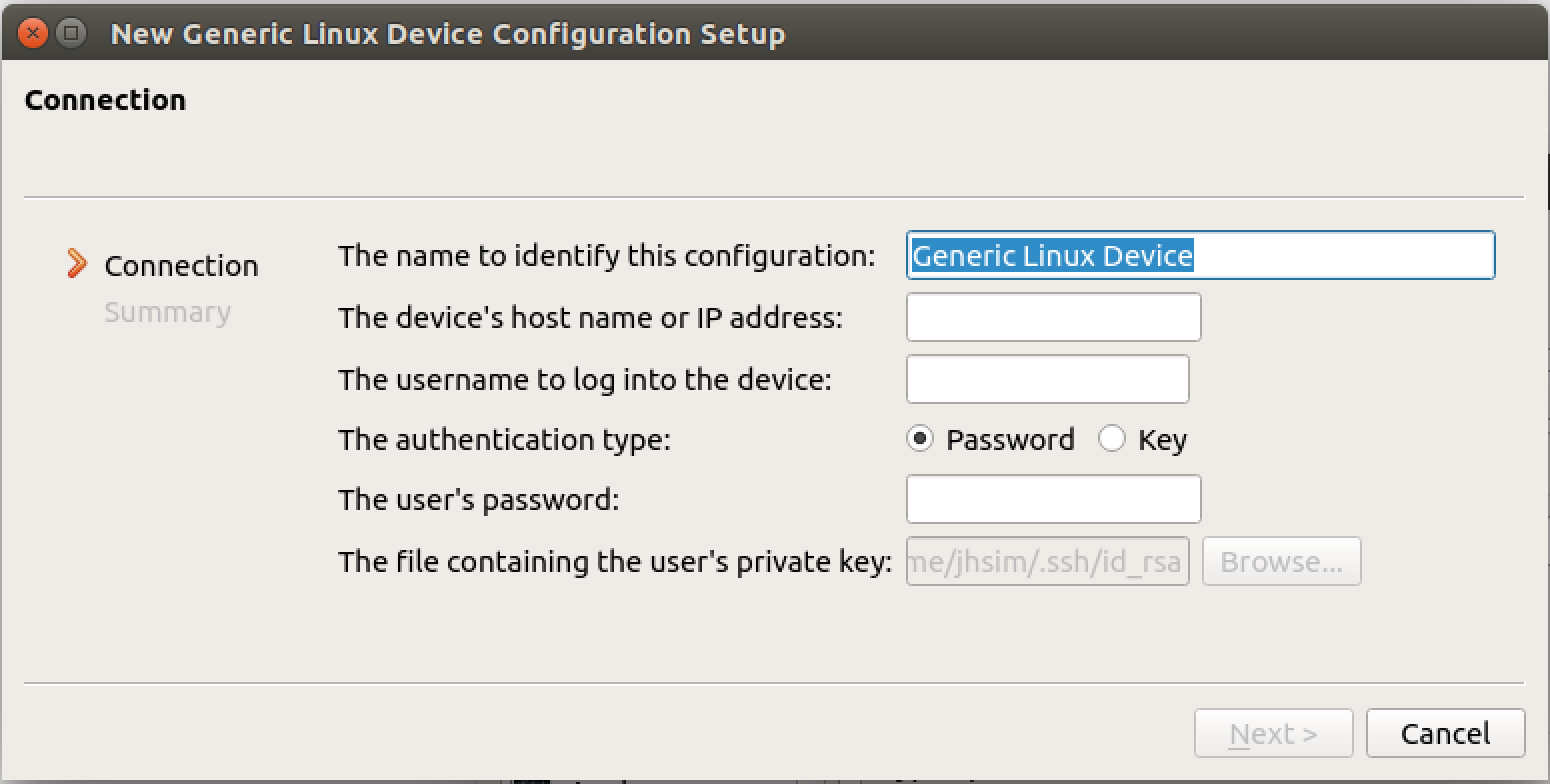 New Generic Linux Device Configuration Setup
Connection
Connection
Summary
The name to identify this configuration: Generic Linux Device
The device's host name or IP address:
The username to log into the device:
The authentication type: Password Key
The user's password:
The file containing the user's private key: me/jhsim/.ssh/id_rsa Browse...
Next > Cancel